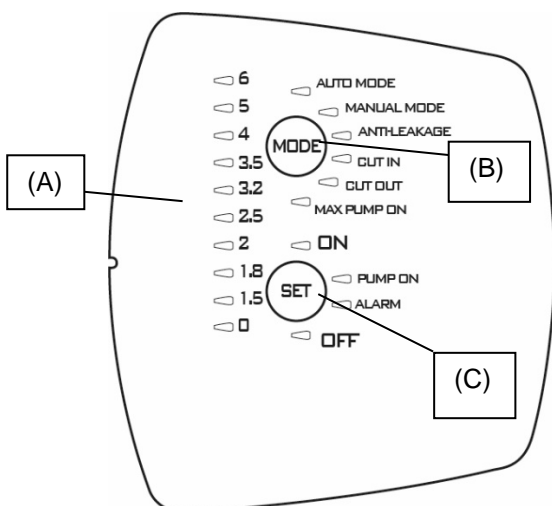 6
5
4
3.5
3.2
2.5
2
1.8
1.5
0
AUTO MODE
MANUAL MODE
ANTI-LEAKAGE
CUT IN
CUT OUT
MAX PUMP ON
MODE
ON
PUMP ON
ALARM
SET
OFF
(A)
(B)
(C)